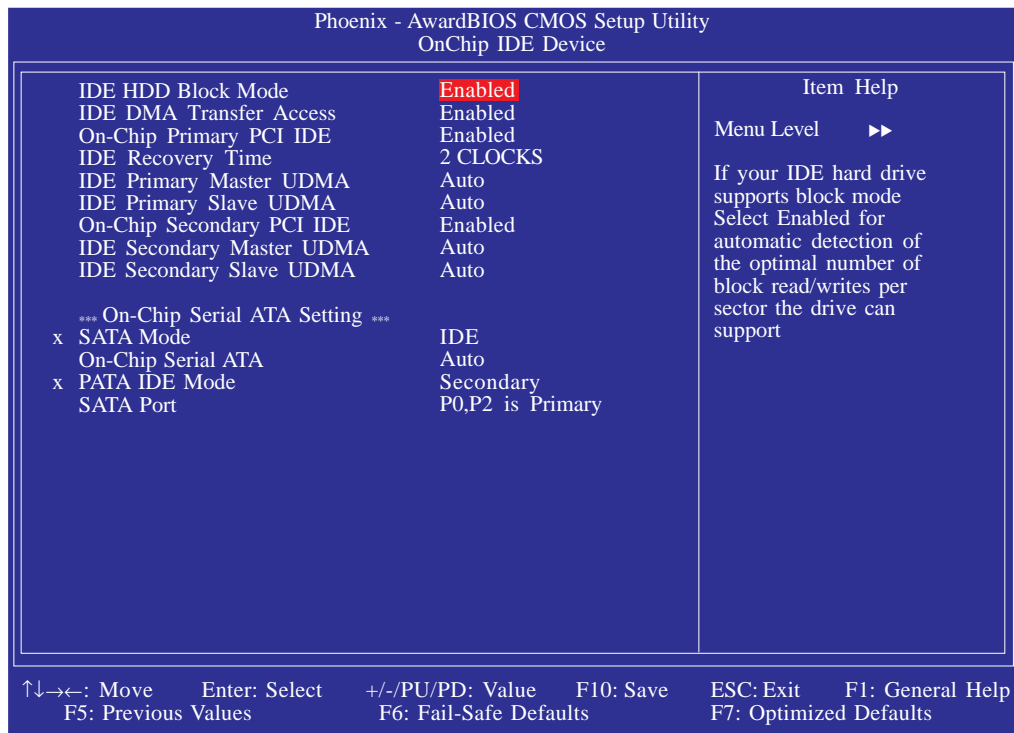 Phoenix - AwardBIOS CMOS Setup Utility
OnChip IDE Device
IDE HDD Block Mode Enabled
IDE DMA Transfer Access Enabled
On-Chip Primary PCI IDE Enabled
IDE Recovery Time 2 CLOCKS
IDE Primary Master UDMA Auto
IDE Primary Slave UDMA Auto
On-Chip Secondary PCI IDE Enabled
IDE Secondary Master UDMA Auto
IDE Secondary Slave UDMA Auto
*** On-Chip Serial ATA Setting ***
x SATA Mode IDE
On-Chip Serial ATA Auto
x PATA IDE Mode Secondary
SATA Port P0,P2 is Primary
Item Help
Menu Level ▶▶
If your IDE hard drive
supports block mode
Select Enabled for
automatic detection of
the optimal number of
block read/writes per
sector the drive can
support
↑↓→←: Move Enter: Select +/-/PU/PD: Value F10: Save ESC: Exit F1: General Help
F5: Previous Values F6: Fail-Safe Defaults F7: Optimized Defaults